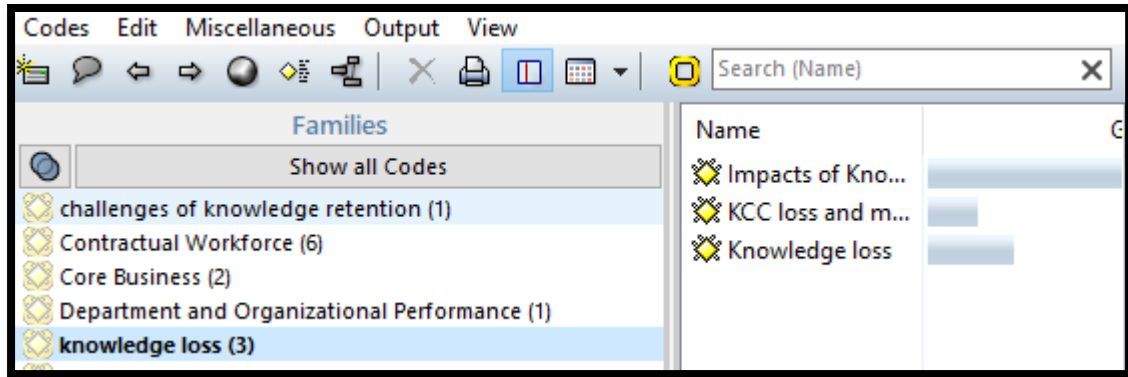 Codes Edit Miscellaneous Output View
Search (Name)
Families
Show all Codes
challenges of knowledge retention (1)
Contractual Workforce (6)
Core Business (2)
Department and Organizational Performance (1)
knowledge loss (3)
Name
Impacts of Kno...
KCC loss and m...
Knowledge loss